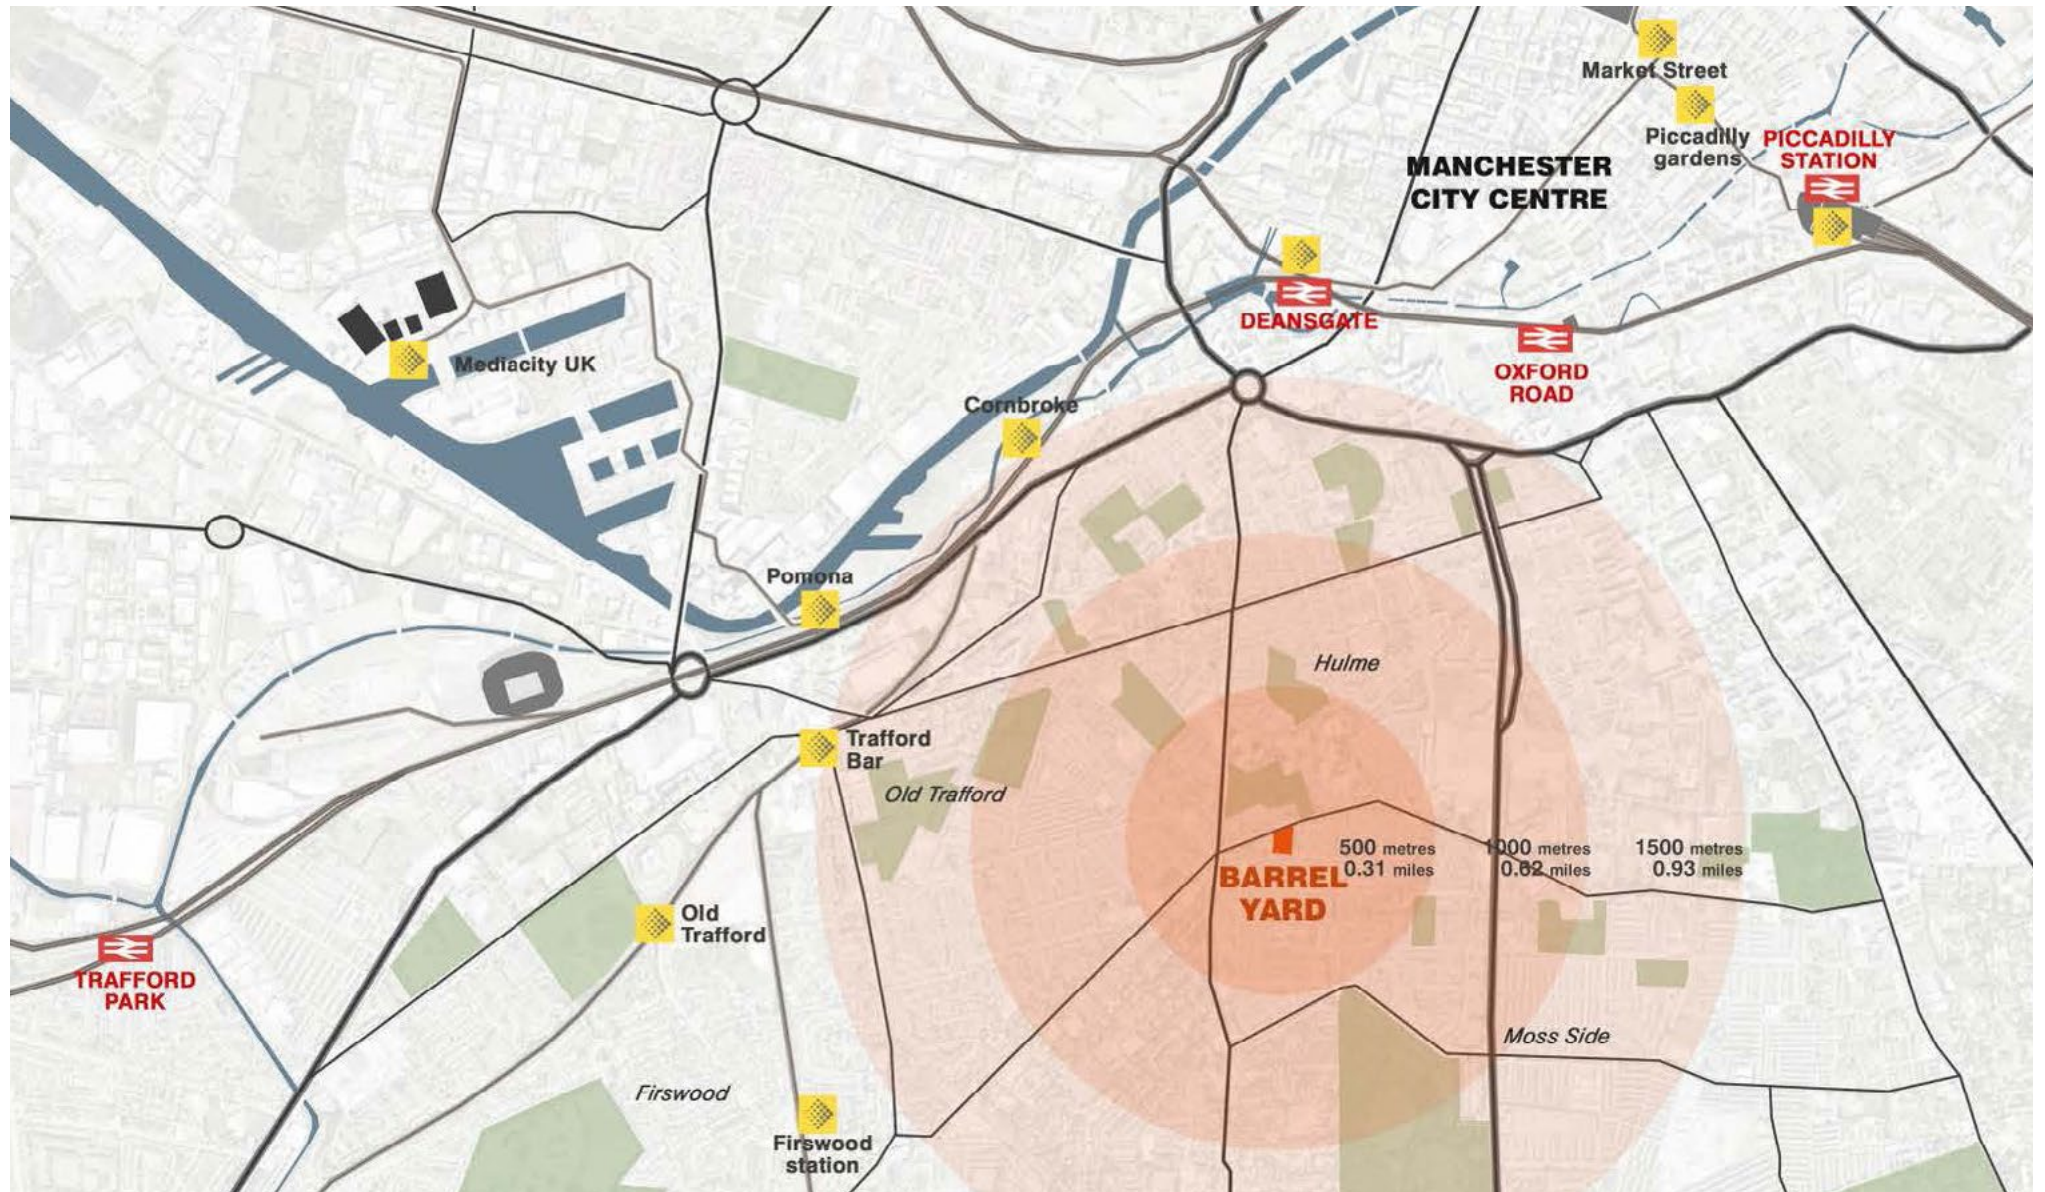 Market Street
Piccadilly
gardens
PICCADILLY
STATION
MANCHESTER
CITY CENTRE
DEANSGATE
OXFORD
ROAD
Mediacity UK
Cornbroke
Pomona
Hulme
Trafford
Bar
Old Trafford
500 metres
0.31 miles
1000 metres
0.62 miles
1500 metres
0.93 miles
BARREL
YARD
Old
Trafford
TRAFFORD
PARK
Moss Side
Firswood
Firswood
station